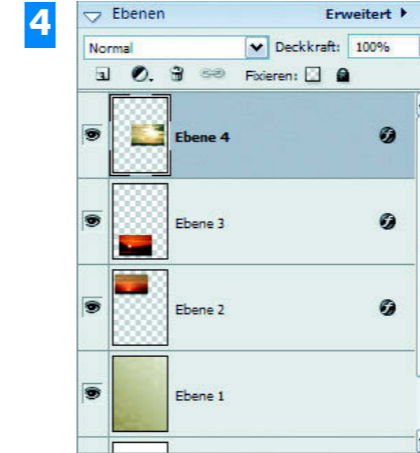 4
Ebenen Erweitert
Normal Deckkraft: 100%
Fixieren:
Ebene 4
Ebene 3
Ebene 2
Ebene 1